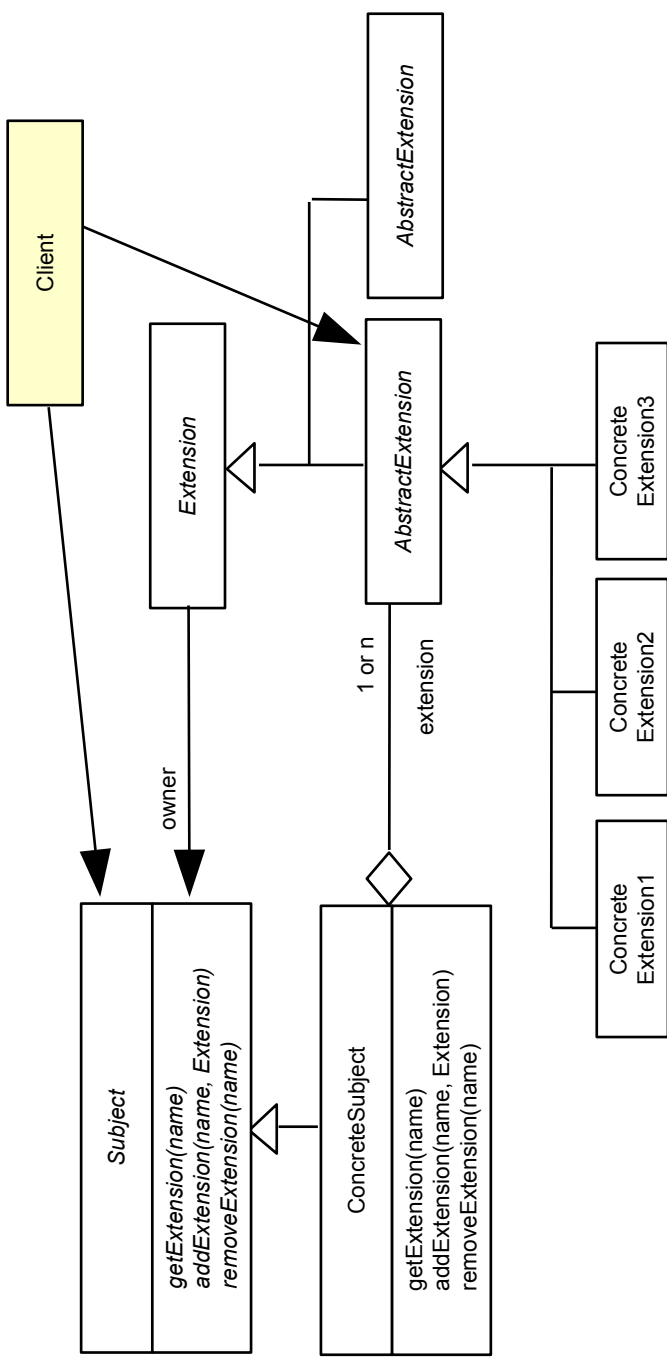 Client
Subject
getExtension(name)
addExtension(name, Extension)
removeExtension(name)
owner
Extension
ConcreteSubject
getExtension(name)
addExtension(name, Extension)
removeExtension(name)
1 or n
extension
AbstractExtension
AbstractExtension
Concrete
Extension1
Concrete
Extension2
Concrete
Extension3